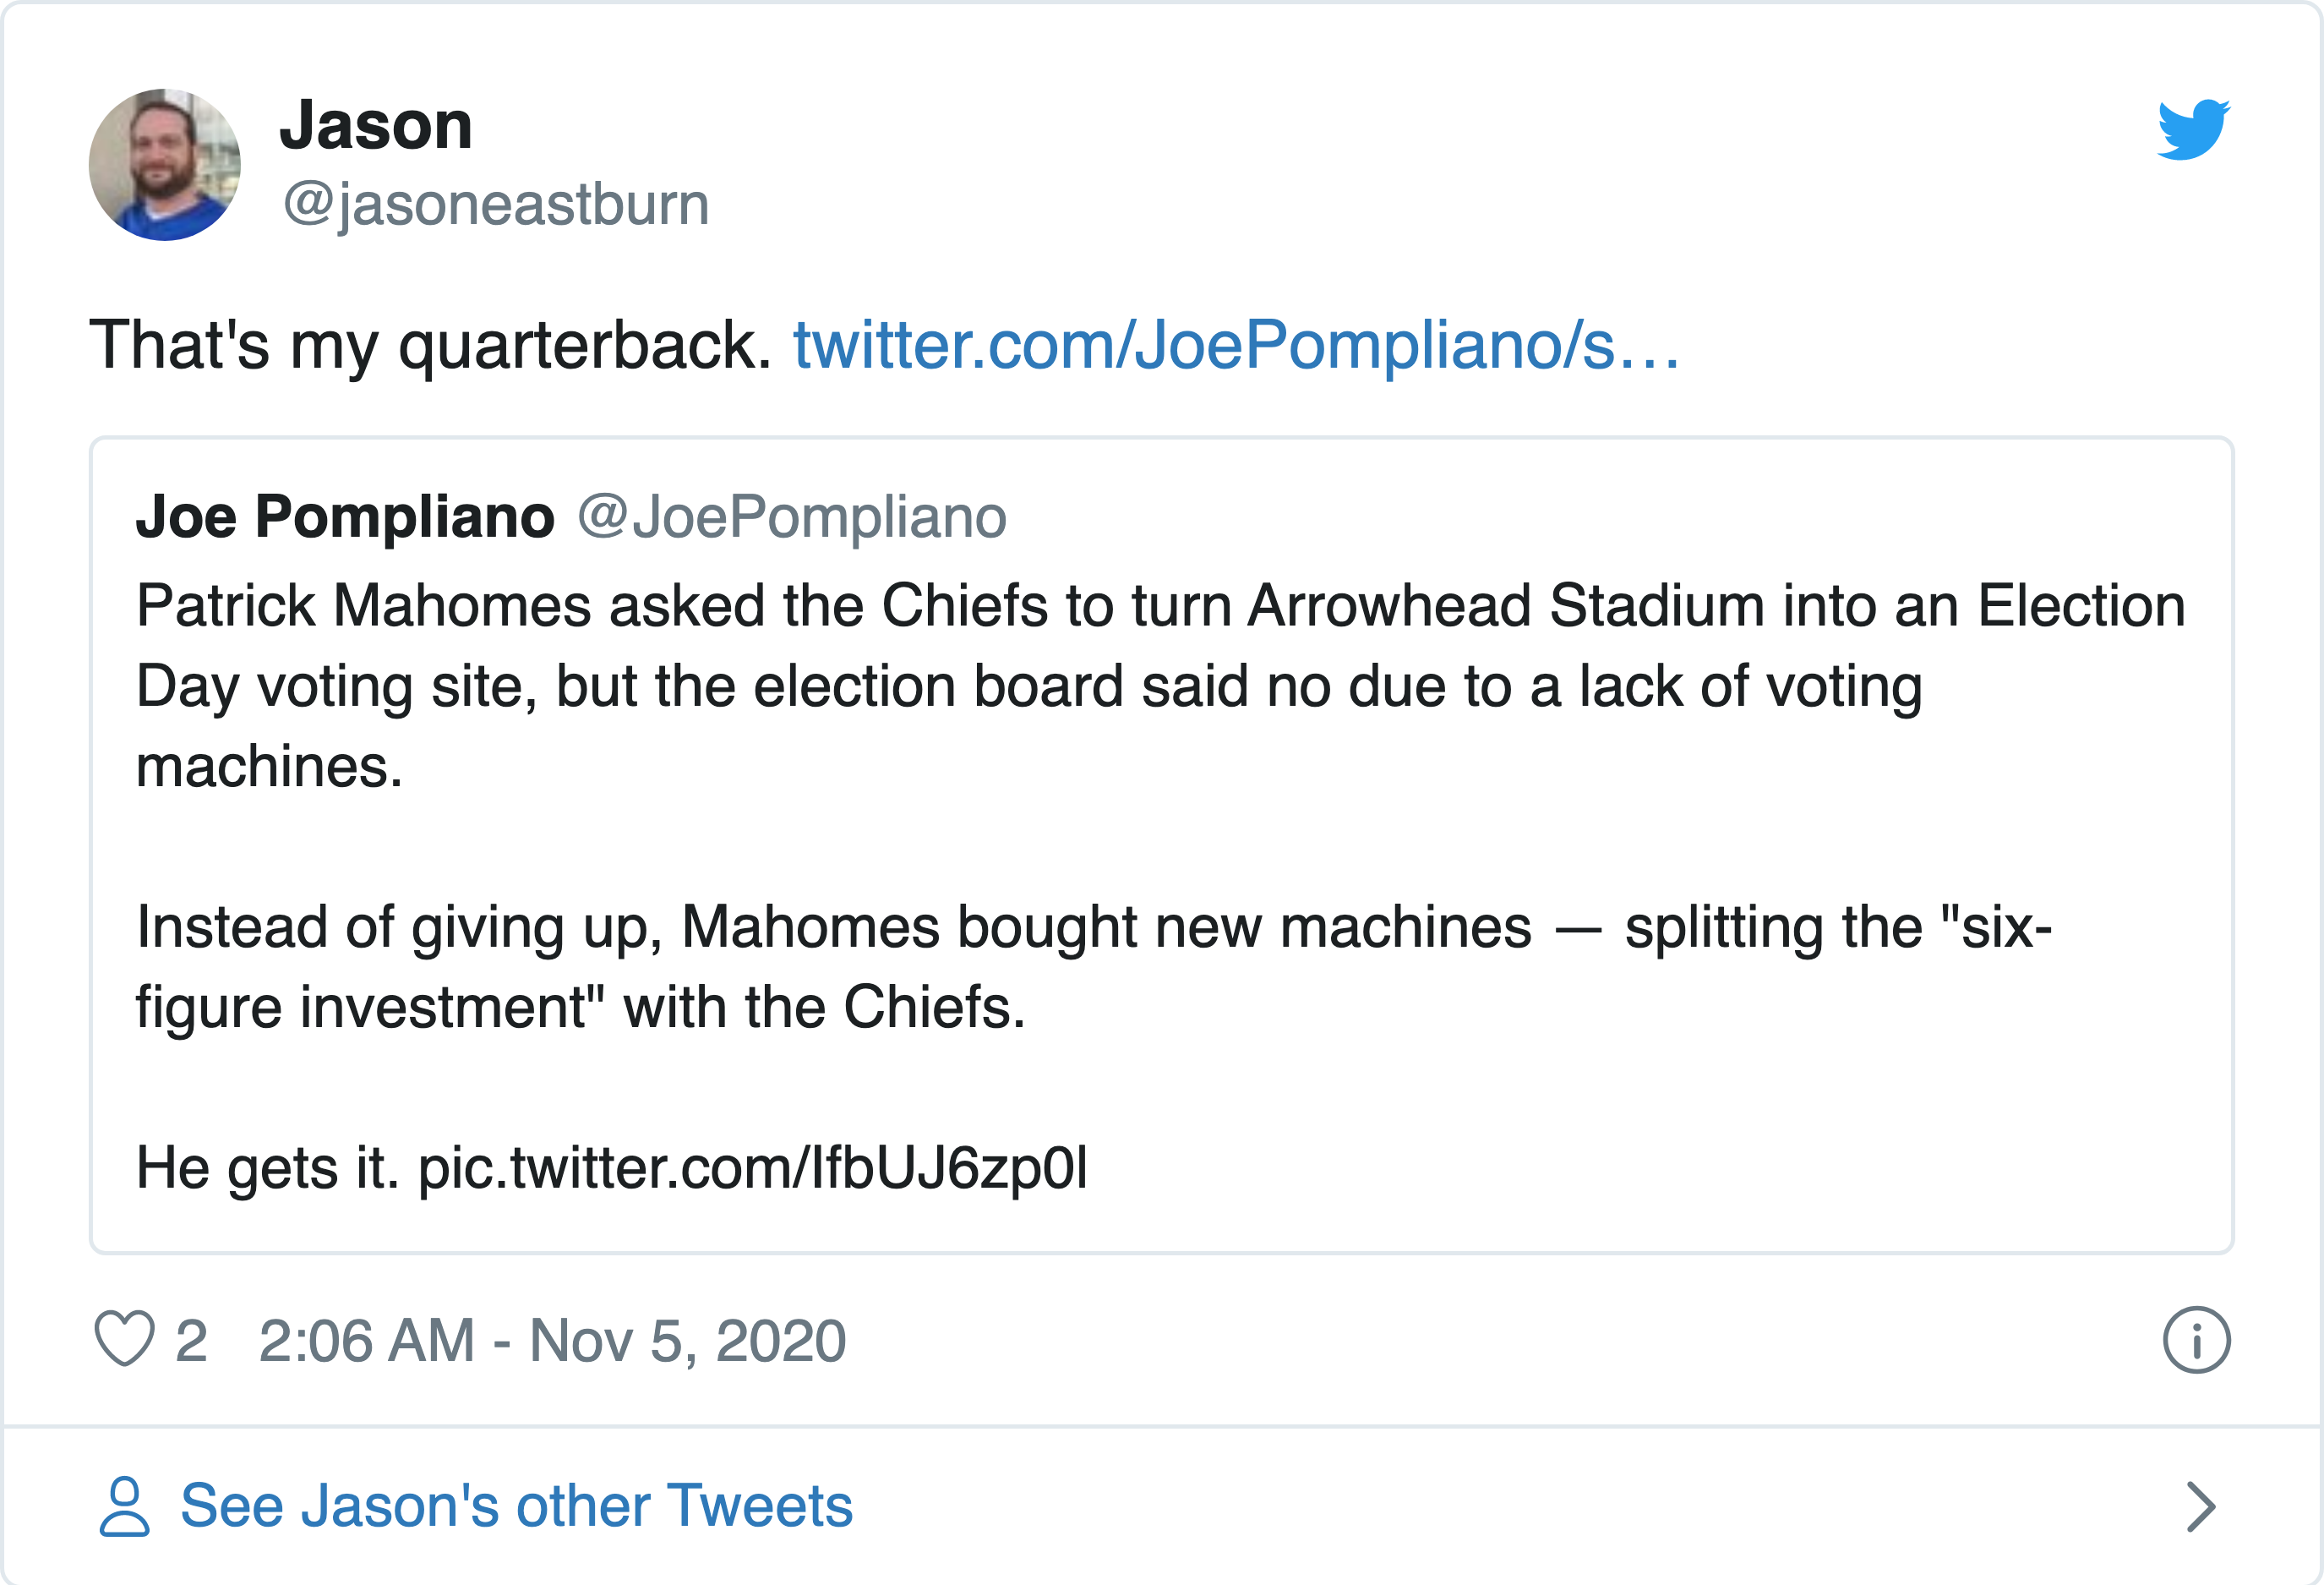 Jason
@jasoneastburn
That's my quarterback. twitter.com/JoePompliano/s…
Joe Pompliano @JoePompliano
Patrick Mahomes asked the Chiefs to turn Arrowhead Stadium into an Election
Day voting site, but the election board said no due to a lack of voting
machines.
Instead of giving up, Mahomes bought new machines — splitting the "six-
figure investment" with the Chiefs.
He gets it. pic.twitter.com/IfbUJ6zp0l
2 2:06 AM - Nov 5, 2020
See Jason's other Tweets